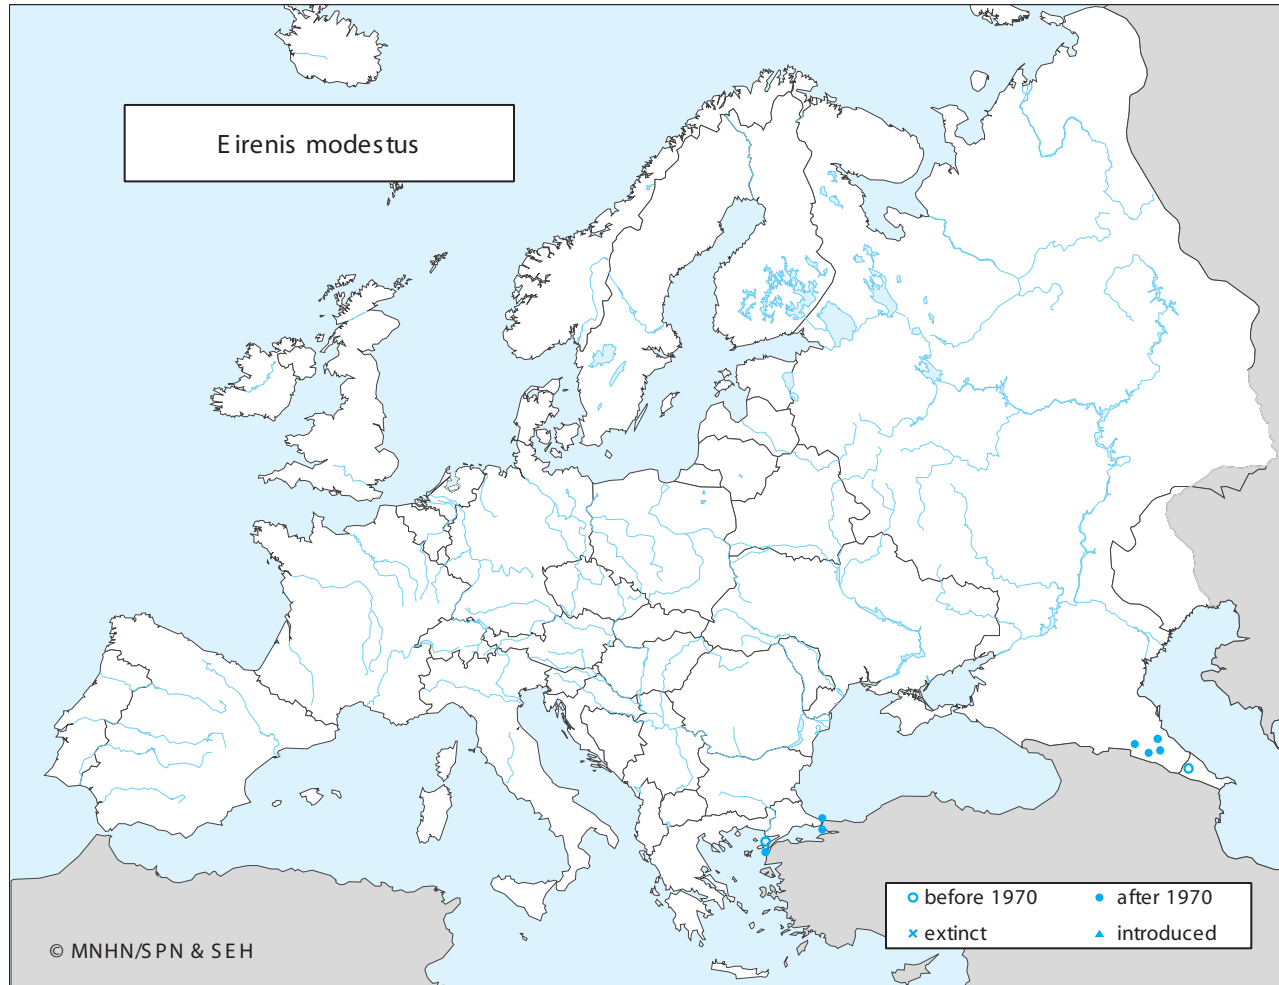 Eirenis modestus
before 1970
after 1970
extinct
introduced
© MNHN/SPN & SEH